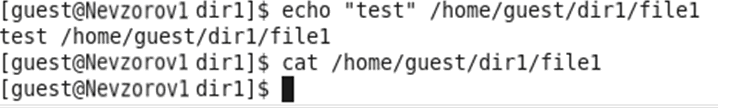 [guest@Nevzorov1 dir1]$ echo "test" /home/guest/dir1/file1
test /home/guest/dir1/file1
[guest@Nevzorov1 dir1]$ cat /home/guest/dir1/file1
[guest@Nevzorov1 dir1]$